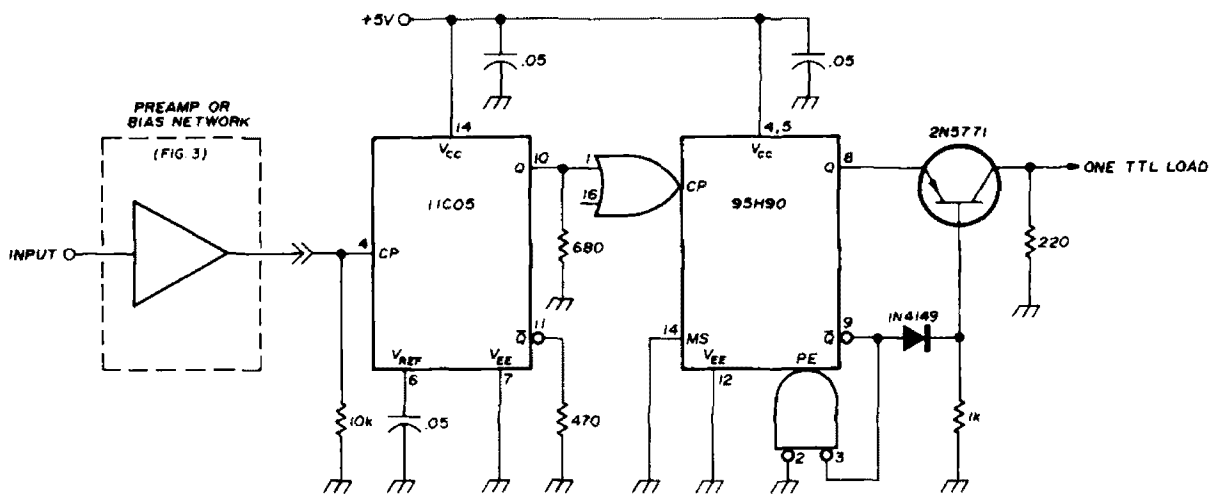 +5V
.05
.05
PREAMP OR
BIAS NETWORK
(FIG. 3)
INPUT
14
VCC
4
CP
11C05
Q
10
Q̅
11
VREF
6
VEE
7
10k
.05
680
470
1
16
4, 5
VCC
CP
95H90
Q
8
14
MS
VEE
12
PE
Q̅
9
2
3
2N5771
ONE TTL LOAD
220
1N4149
1k